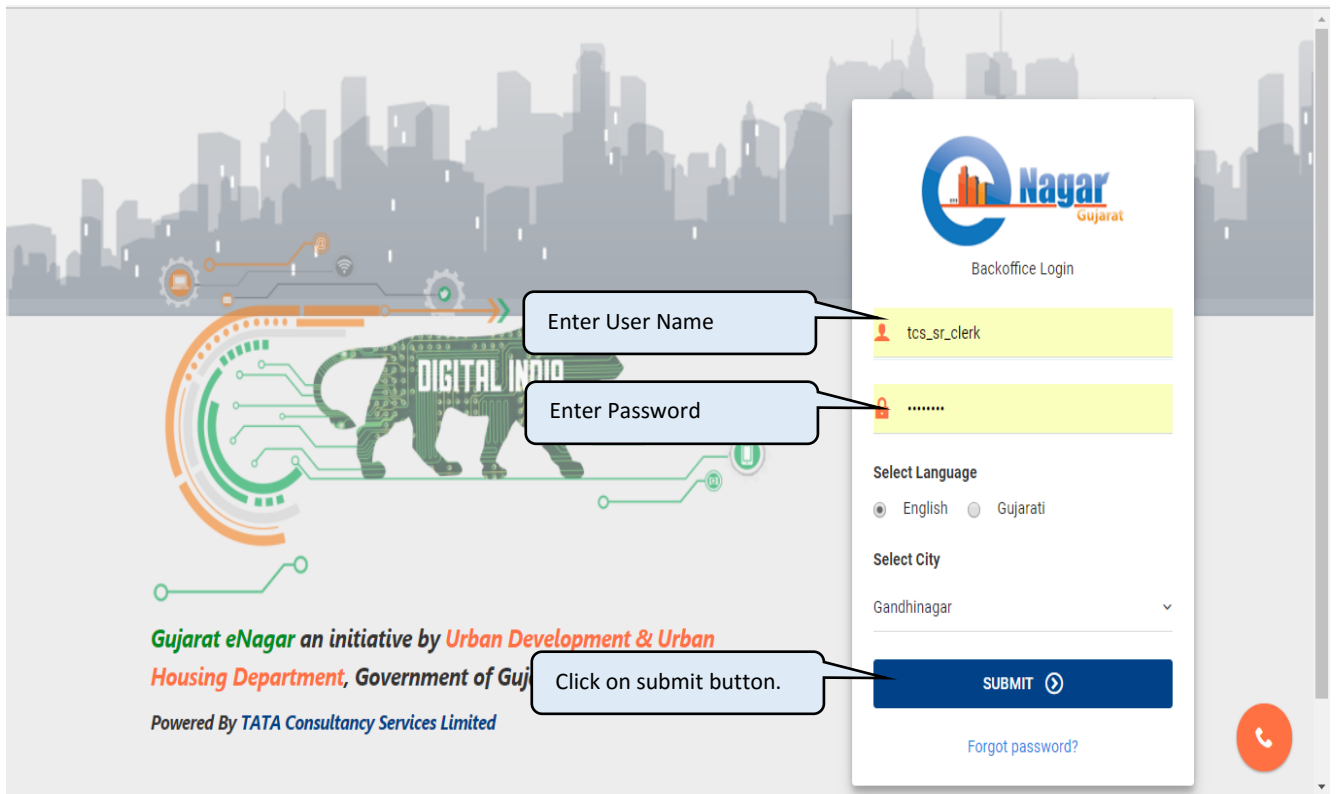 Nagar
Gujarat
Backoffice Login
Enter User Name
tcs_sr_clerk
DIGITAL INDIA
Enter Password
........
Select Language
English Gujarati
Select City
Gandhinagar
Gujarat eNagar an initiative by Urban Development & Urban
Housing Department, Government of Guj
Click on submit button.
SUBMIT
Powered By TATA Consultancy Services Limited
Forgot password?